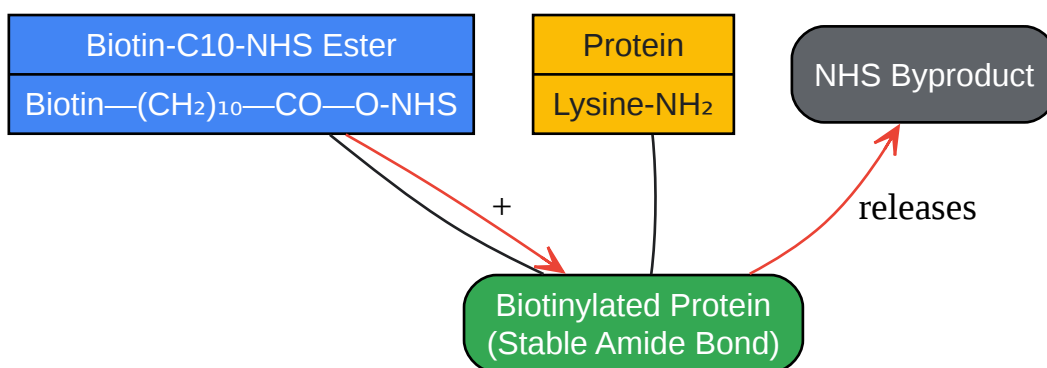 Biotin-C10-NHS Ester
Biotin—(CH₂)₁₀—CO—O-NHS
Protein
Lysine-NH₂
NHS Byproduct
+
releases
Biotinylated Protein
(Stable Amide Bond)